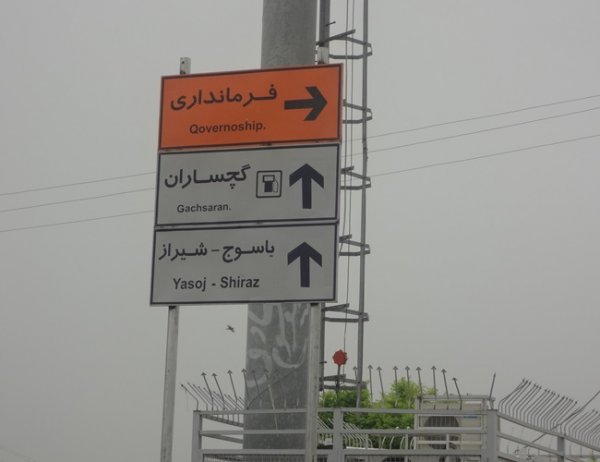 فرمانداری
Qovernoship.
گچساران
Gachsaran.
یاسوج - شیراز
Yasoj - Shiraz